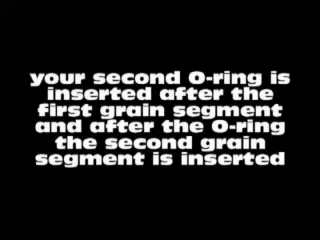 your second O-ring is
inserted after the
first grain segment
and after the O-ring
the second grain
segment is inserted